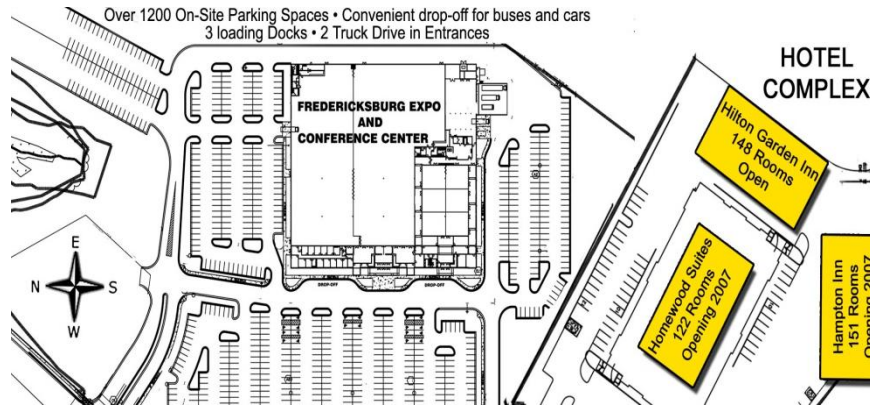 Over 1200 On-Site Parking Spaces • Convenient drop-off for buses and cars
3 loading Docks • 2 Truck Drive in Entrances
HOTEL
COMPLEX
FREDERICKSBURG EXPO
AND
CONFERENCE CENTER
Hilton Garden Inn
148 Rooms
Open
Homewood Suites
122 Rooms
Opening 2007
Hampton Inn
151 Rooms
Opening 2007
E
N
S
W
DROP-OFF
DROP-OFF